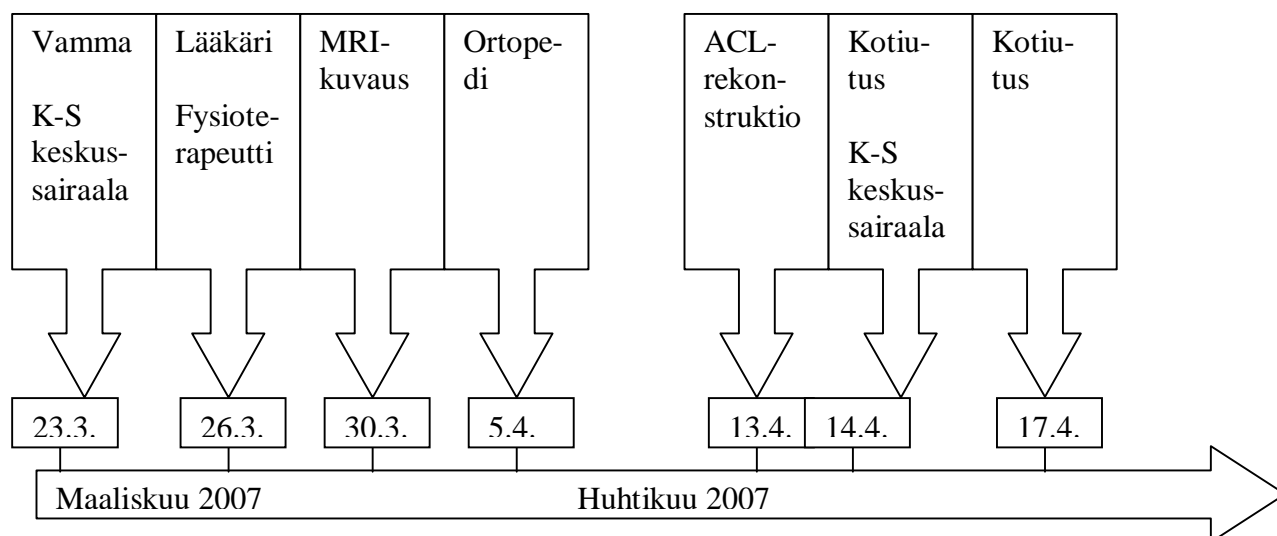 Vamma
K-S
keskus-
sairaala
Lääkäri
Fysiote-
rapeutti
MRI-
kuvaus
Ortope-
di
ACL-
rekon-
struktio
Kotiu-
tus
K-S
keskus-
sairaala
Kotiu-
tus
23.3.
26.3.
30.3.
5.4.
13.4.
14.4.
17.4.
Maaliskuu 2007
Huhtikuu 2007